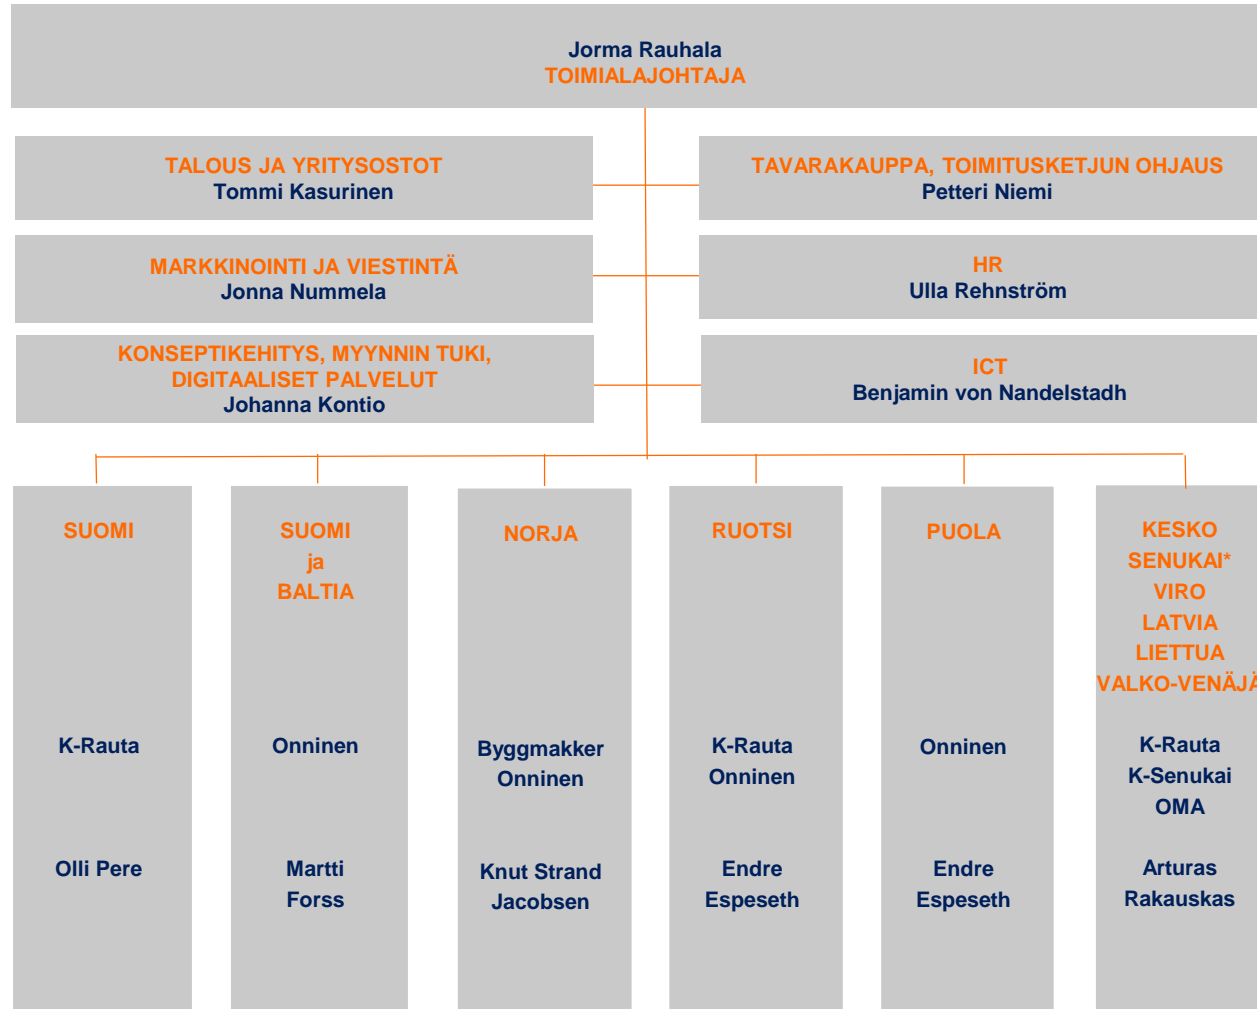 Jorma Rauhala
TOIMIALAJOHTAJA
TALOUS JA YRITYSOSTOT
Tommi Kasurinen
TAVARAKAUPPA, TOIMITUSKETJUN OHJAUS
Petteri Niemi
MARKKINOINTI JA VIESTINTÄ
Jonna Nummela
HR
Ulla Rehnström
KONSEPTIKEHITYS, MYYNNIN TUKI,
DIGITAALISET PALVELUT
Johanna Kontio
ICT
Benjamin von Nandelstadh
SUOMI
K-Rauta
Olli Pere
SUOMI
ja
BALTIA
Onninen
Martti
Forss
NORJA
Byggmakker
Onninen
Knut Strand
Jacobsen
RUOTSI
K-Rauta
Onninen
Endre
Espeseth
PUOLA
Onninen
Endre
Espeseth
KESKO
SENUKAI*
VIRO
LATVIA
LIETTUA
VALKO-VENÄJÄ
K-Rauta
K-Senukai
OMA
Arturas
Rakauskas